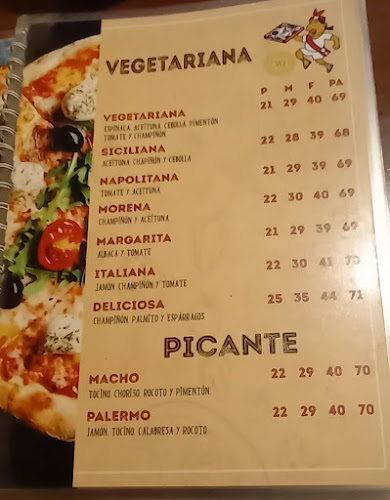 VEGETARIANA
P M F PA
VEGETARIANA 21 29 40 69
ESPINACA, ACEITUNA, CEBOLLA, PIMENTÓN
TOMATE Y CHAMPIÑÓN.
SICILIANA 22 28 39 68
ACEITUNA, CHAPIÑÓN Y CEBOLLA
NAPOLITANA 21 29 39 69
TOMATE Y ACEITUNA.
MORENA 22 30 40 69
CHAMPIÑÓN Y ACEITUNA.
MARGARITA 21 29 39 69
ALBACA Y TOMATE
ITALIANA 22 30 41 70
JAMÓN, CHAMPIÑÓN Y TOMATE
DELICIOSA 25 35 44 71
CHAMPIÑÓN, PALMITO Y ESPÁRRAGOS.
PICANTE
MACHO 22 29 40 70
TOCINO, CHORISO, ROCOTO Y PIMENTÓN.
PALERMO 22 29 40 70
JAMÓN, TOCINO, CALABRESA Y ROCOTO.